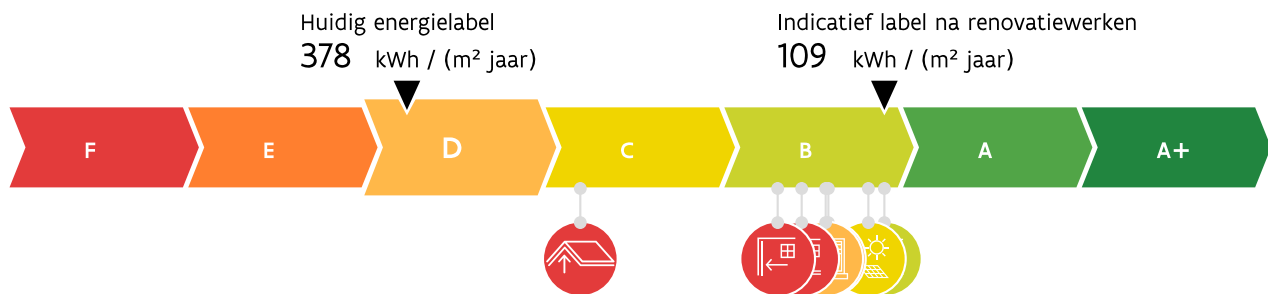 Huidig energielabel
378 kWh / (m² jaar)
Indicatief label na renovatiewerken
109 kWh / (m² jaar)
F E D C B A A+